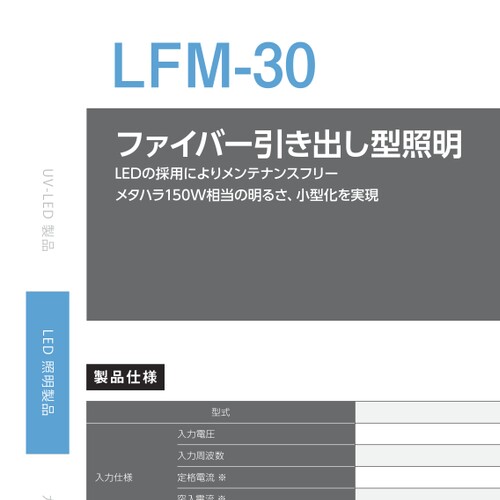 LFM-30
ファイバー引き出し型照明
LEDの採用によりメンテナンスフリー
メタハラ150W相当の明るさ、小型化を実現
UV-LED 製品
LED 照明製品
製品仕様
型式
入力電圧
入力周波数
入力仕様
定格電流 ※
突入電流 ※